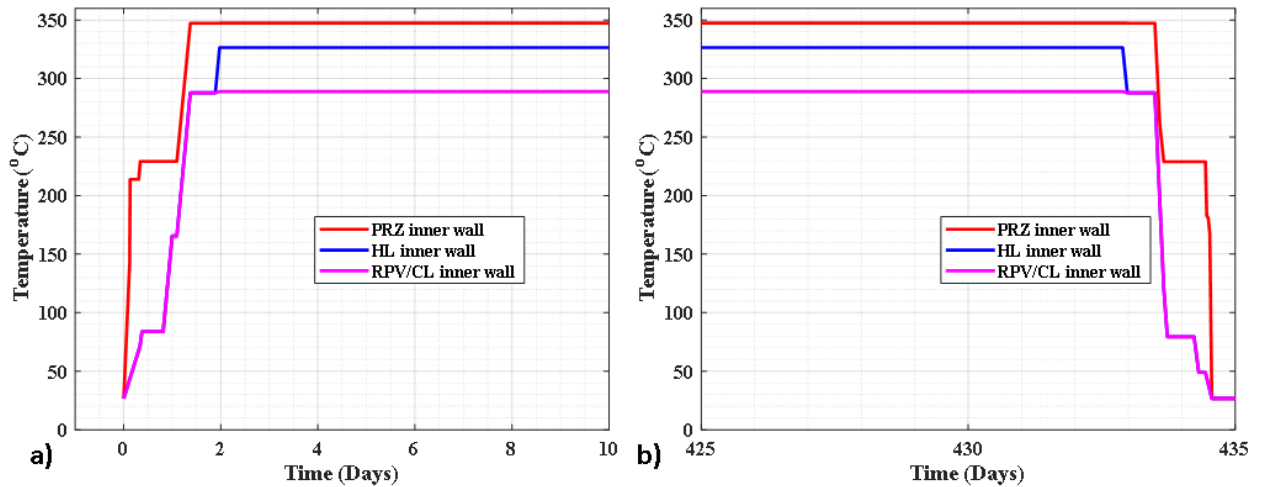 350
300
250
200
150
100
50
0
Temperature (⁰C)
PRZ inner wall
HL inner wall
RPV/CL inner wall
0 2 4 6 8 10
Time (Days)
a)
350
300
250
200
150
100
50
0
Temperature (⁰C)
PRZ inner wall
HL inner wall
RPV/CL inner wall
425 430 435
Time (Days)
b)